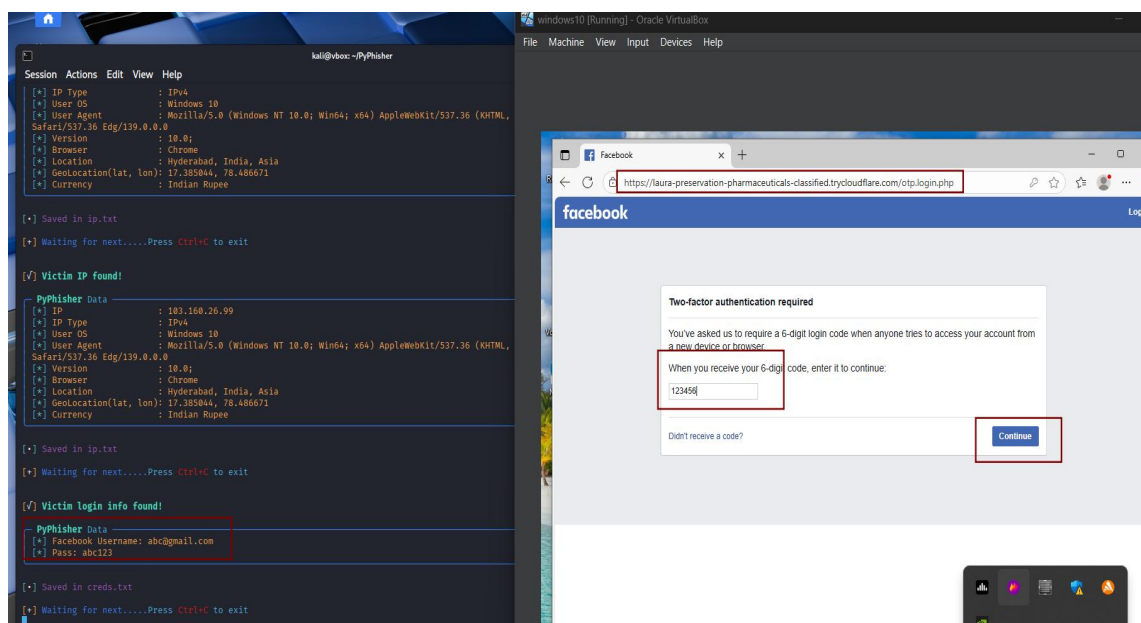 kali@vbox: ~/PyPhisher
Session Actions Edit View Help
[*] IP Type : IPv4
[*] User OS : Windows 10
[*] User Agent : Mozilla/5.0 (Windows NT 10.0; Win64; x64) AppleWebKit/537.36 (KHTML,
Safari/537.36 Edg/139.0.0.0
[*] Version : 10.0;
[*] Browser : Chrome
[*] Location : Hyderabad, India, Asia
[*] GeoLocation(lat, lon): 17.385044, 78.486671
[*] Currency : Indian Rupee
[•] Saved in ip.txt
[+] Waiting for next.....Press Ctrl+C to exit
[√] Victim IP found!
PyPhisher Data
[*] IP : 103.160.26.99
[*] IP Type : IPv4
[*] User OS : Windows 10
[*] User Agent : Mozilla/5.0 (Windows NT 10.0; Win64; x64) AppleWebKit/537.36 (KHTML,
Safari/537.36 Edg/139.0.0.0
[*] Version : 10.0;
[*] Browser : Chrome
[*] Location : Hyderabad, India, Asia
[*] GeoLocation(lat, lon): 17.385044, 78.486671
[*] Currency : Indian Rupee
[•] Saved in ip.txt
[+] Waiting for next.....Press Ctrl+C to exit
[√] Victim login info found!
PyPhisher Data
[*] Facebook Username: abc@gmail.com
[*] Pass: abc123
[•] Saved in creds.txt
[+] Waiting for next.....Press Ctrl+C to exit
windows10 [Running] - Oracle VirtualBox
File Machine View Input Devices Help
Facebook
https://laura-preservation-pharmaceuticals-classified.trycloudflare.com/otp.login.php
facebook
Log
Two-factor authentication required
You've asked us to require a 6-digit login code when anyone tries to access your account from
a new device or browser.
When you receive your 6-digit code, enter it to continue:
123456
Didn't receive a code?
Continue